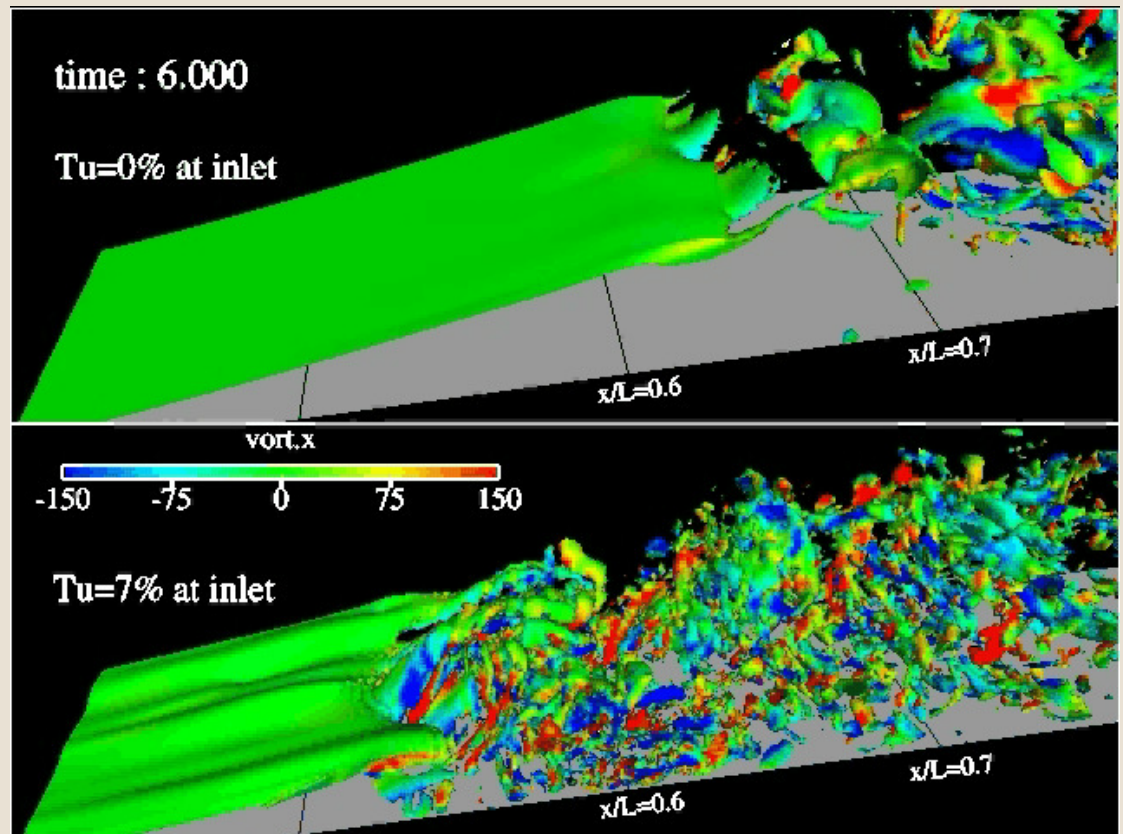 time : 6.000
Tu=0% at inlet
x/L=0.6
x/L=0.7
vort.x
-150 -75 0 75 150
Tu=7% at inlet
x/L=0.6
x/L=0.7